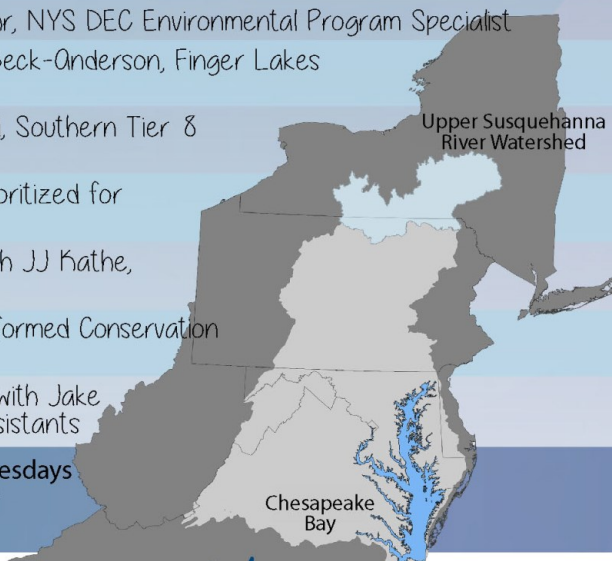 or, NYS DEC Environmental Program Specialist
Beck-Anderson, Finger Lakes
Upper Susquehanna
River Watershed
, Southern Tier 8
oritized for
h JJ Kathe,
formed Conservation
with Jake
sistants
esdays
Chesapeake
Bay